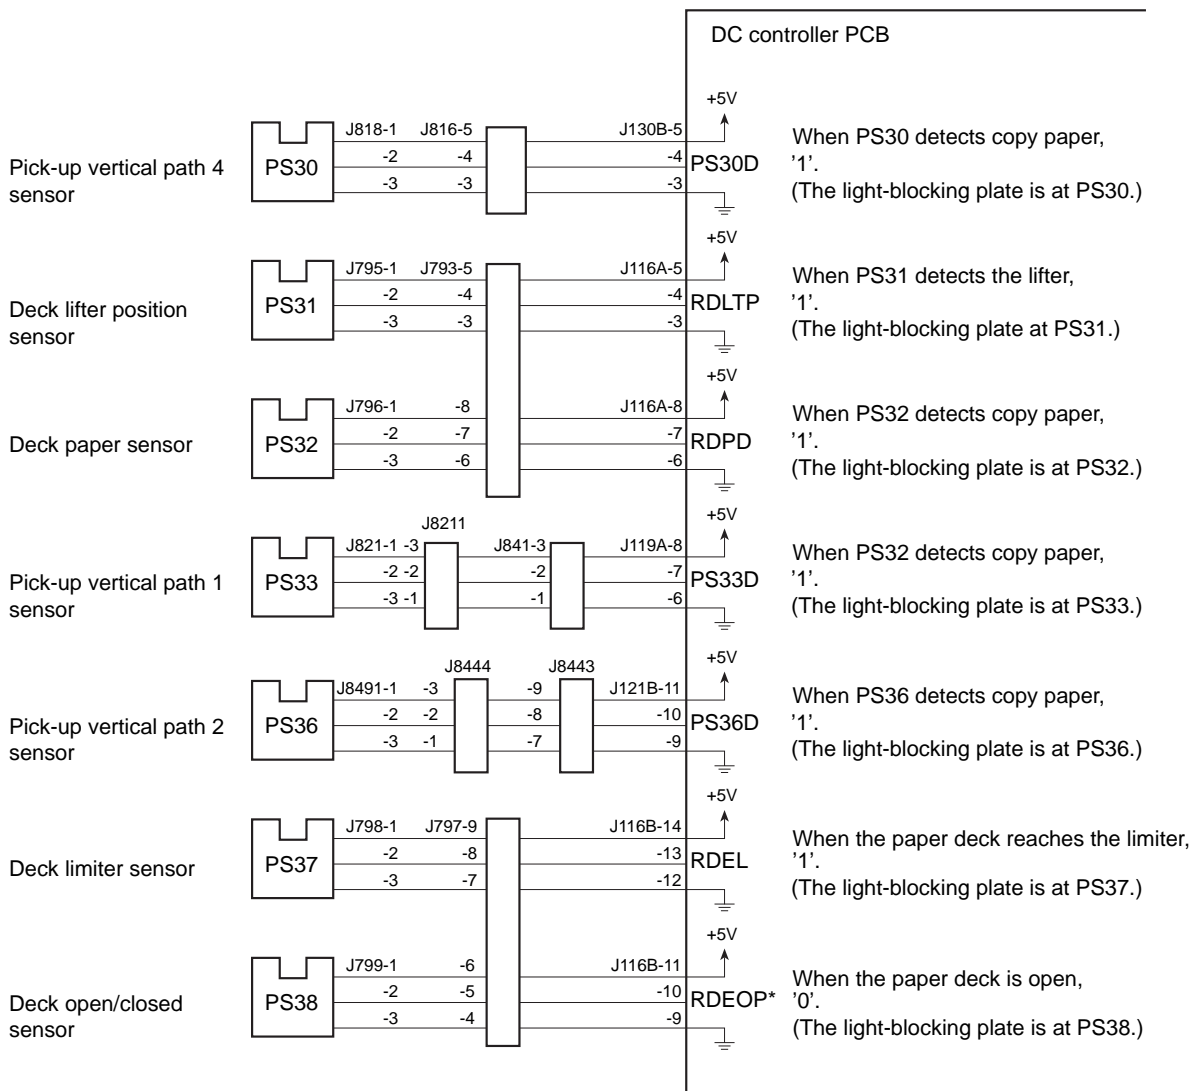 DC controller PCB
+5V
J818-1 J816-5 J130B-5
Pick-up vertical path 4
sensor
PS30
-2 -4 -4
PS30D
-3 -3 -3
When PS30 detects copy paper,
’1’.
(The light-blocking plate is at PS30.)
+5V
J795-1 J793-5 J116A-5
Deck lifter position
sensor
PS31
-2 -4 -4
RDLTP
-3 -3 -3
When PS31 detects the lifter,
’1’.
(The light-blocking plate at PS31.)
+5V
J796-1 -8 J116A-8
Deck paper sensor
PS32
-2 -7 -7
RDPD
-3 -6 -6
When PS32 detects copy paper,
’1’.
(The light-blocking plate is at PS32.)
+5V
J8211
J821-1 -3 J841-3 J119A-8
Pick-up vertical path 1
sensor
PS33
-2 -2 -2 -7
PS33D
-3 -1 -1 -6
When PS32 detects copy paper,
’1’.
(The light-blocking plate is at PS33.)
+5V
J8444 J8443
J8491-1 -3 -9 J121B-11
Pick-up vertical path 2
sensor
PS36
-2 -2 -8 -10
PS36D
-3 -1 -7 -9
When PS36 detects copy paper,
’1’.
(The light-blocking plate is at PS36.)
+5V
J798-1 J797-9 J116B-14
Deck limiter sensor
PS37
-2 -8 -13
RDEL
-3 -7 -12
When the paper deck reaches the limiter,
’1’.
(The light-blocking plate is at PS37.)
+5V
J799-1 -6 J116B-11
Deck open/closed
sensor
PS38
-2 -5 -10
RDEOP*
-3 -4 -9
When the paper deck is open,
’0’.
(The light-blocking plate is at PS38.)